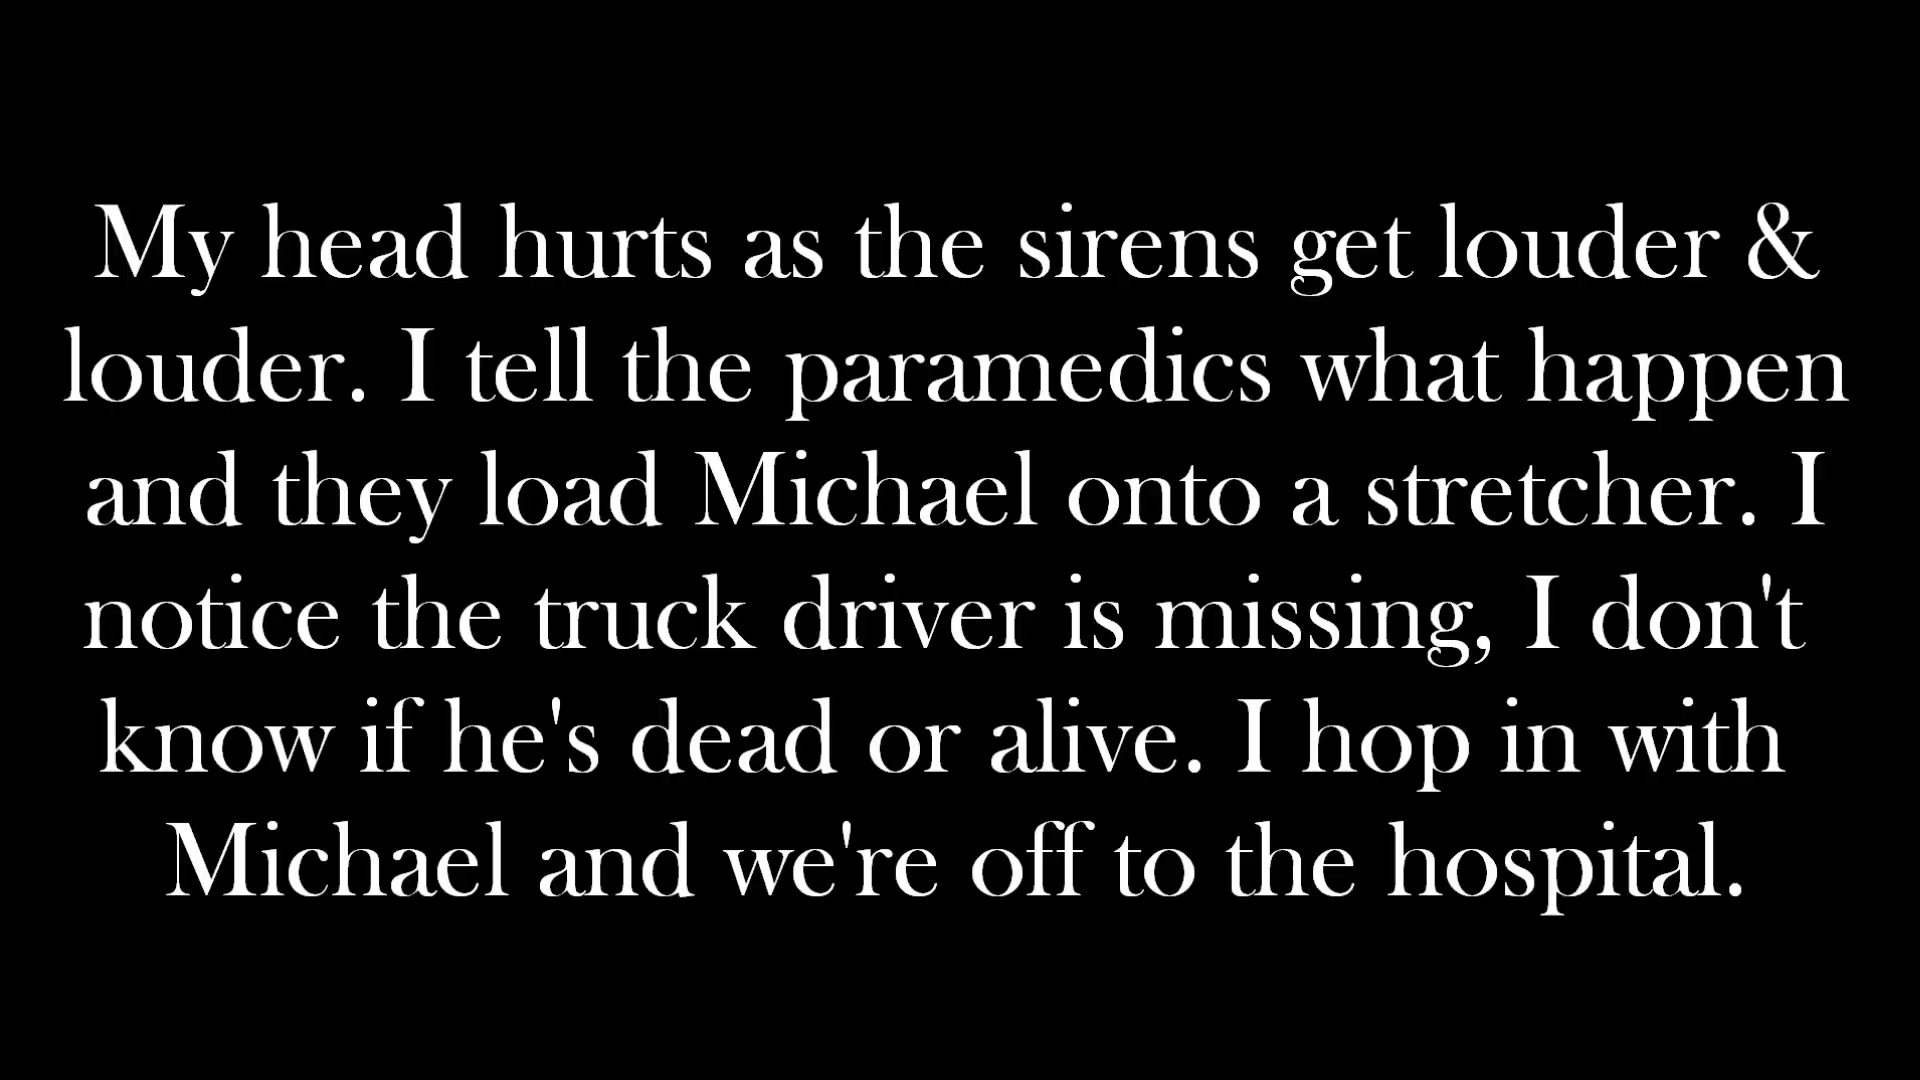 My head hurts as the sirens get louder &
louder. I tell the paramedics what happen
and they load Michael onto a stretcher. I
notice the truck driver is missing, I don't
know if he's dead or alive. I hop in with
Michael and we're off to the hospital.